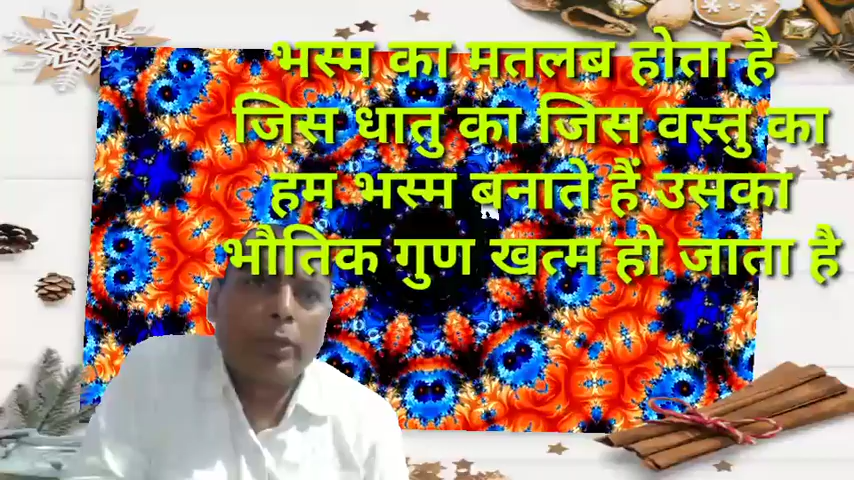 भस्म का मतलब होता है
जिस धातु का जिस वस्तु का
हम भस्म बनाते हैं उसका
भौतिक गुण खत्म हो जाता है